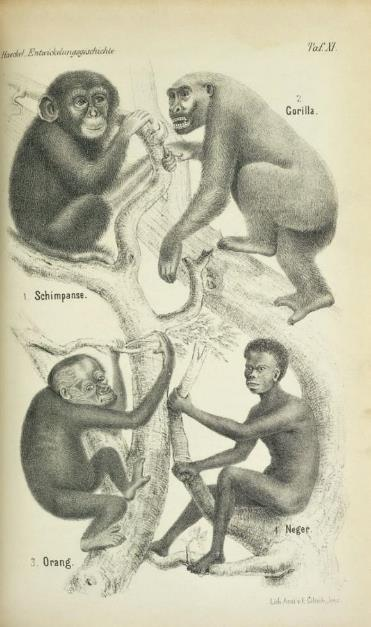 Haeckel, Entwickelungsgeschichte
Taf. XI.
2.
Gorilla.
1. Schimpanse.
4. Neger.
3. Orang.